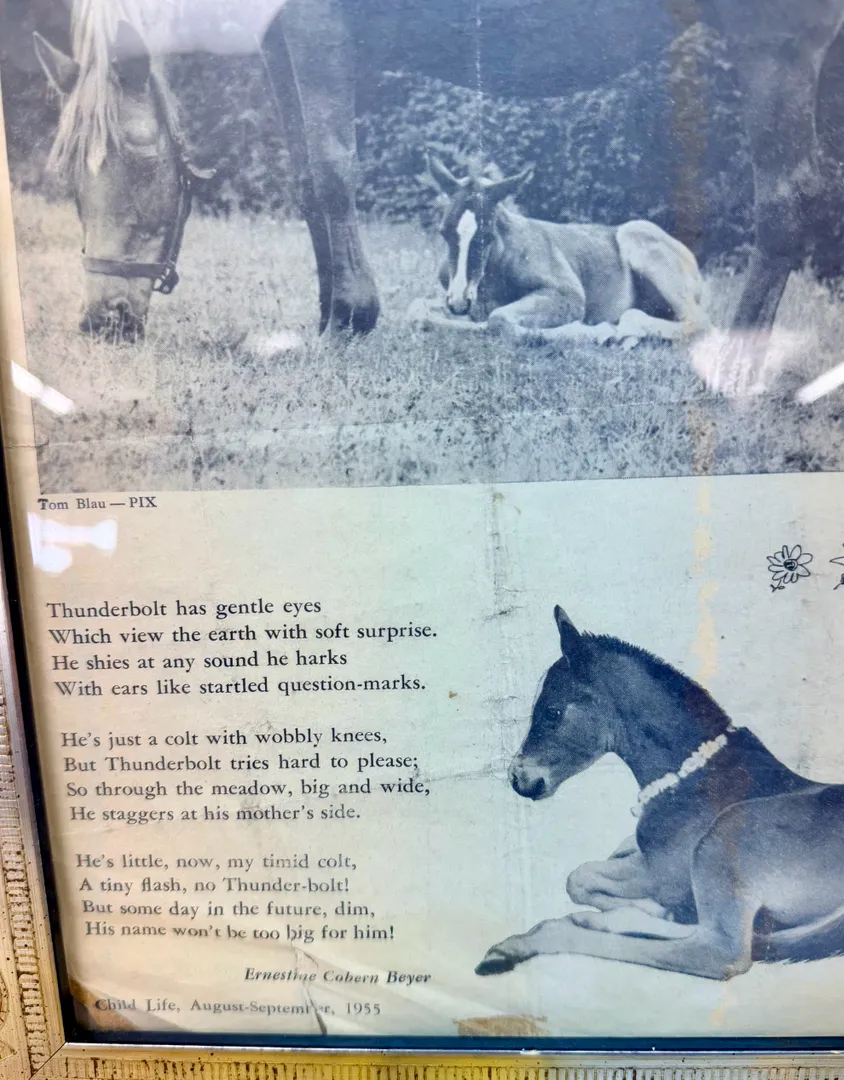 Tom Blau — PIX
Thunderbolt has gentle eyes
Which view the earth with soft surprise.
He shies at any sound he harks
With ears like startled question-marks.
He's just a colt with wobbly knees,
But Thunderbolt tries hard to please;
So through the meadow, big and wide,
He staggers at his mother's side.
He's little, now, my timid colt,
A tiny flash, no Thunder-bolt!
But some day in the future, dim,
His name won't be too big for him!
Ernestine Cobern Beyer
Child Life, August-September, 1955